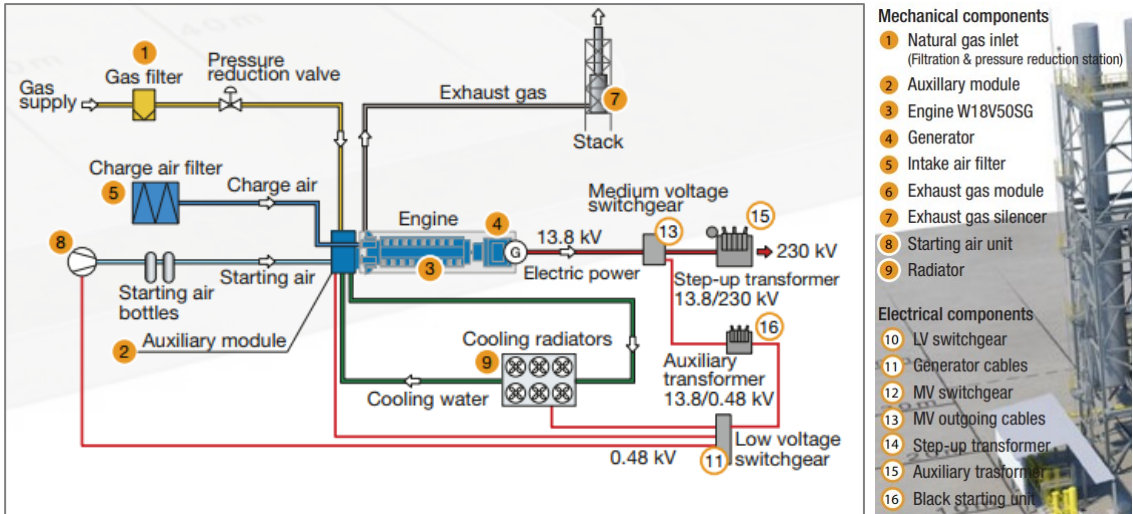 1
Gas filter
Pressure
reduction valve
Gas
supply
Exhaust gas
7
Stack
Charge air filter
5
Charge air
Medium voltage
switchgear
Engine
4
15
8
13.8 kV
13
230 kV
G
3
Starting air
Electric power
Step-up transformer
13.8/230 kV
Starting air
bottles
16
2
Auxiliary module
Cooling radiators
9
Auxiliary
transformer
13.8/0.48 kV
Cooling water
0.48 kV
11
Low voltage
switchgear
Mechanical components
1 Natural gas inlet
(Filtration & pressure reduction station)
2 Auxillary module
3 Engine W18V50SG
4 Generator
5 Intake air filter
6 Exhaust gas module
7 Exhaust gas silencer
8 Starting air unit
9 Radiator
Electrical components
10 LV switchgear
11 Generator cables
12 MV switchgear
13 MV outgoing cables
14 Step-up transformer
15 Auxiliary trasformer
16 Black starting unit